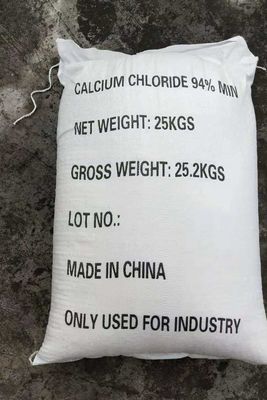 CALCIUM CHLORIDE 94% MIN
NET WEIGHT: 25KGS
GROSS WEIGHT: 25.2KGS
LOT NO.:
MADE IN CHINA
ONLY USED FOR INDUSTRY